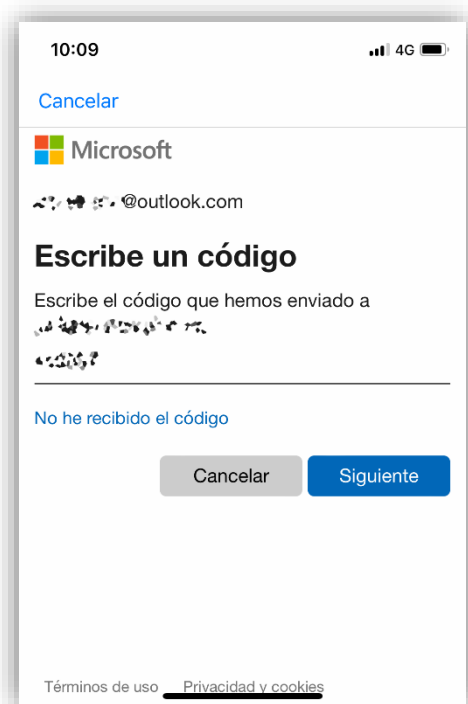 10:09
4G
Cancelar
Microsoft
@outlook.com
Escribe un código
Escribe el código que hemos enviado a
No he recibido el código
Cancelar Siguiente
Términos de uso Privacidad y cookies